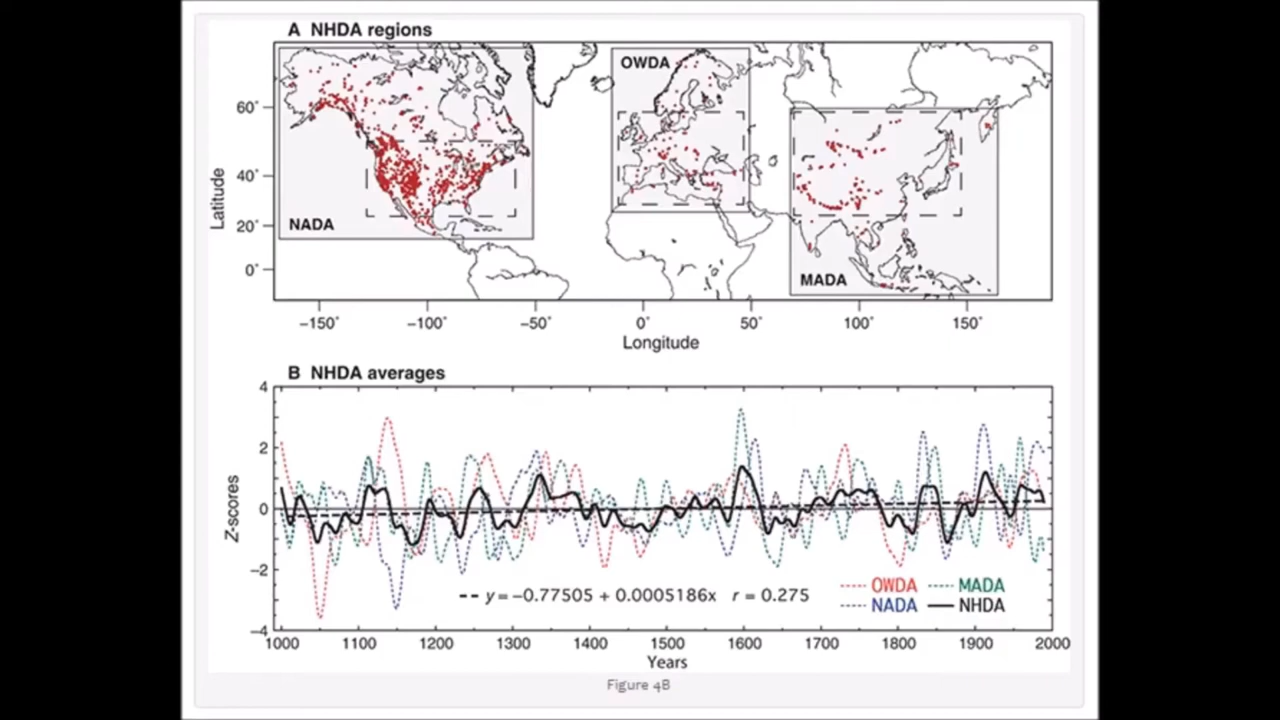 A NHDA regions
OWDA
NADA
MADA
Latitude
60°
40°
20°
0°
−150°
−100°
−50°
0°
50°
100°
150°
Longitude
B NHDA averages
Z-scores
4
2
0
−2
−4
y = −0.77505 + 0.0005186x r = 0.275
OWDA MADA
NADA NHDA
1000 1100 1200 1300 1400 1500 1600 1700 1800 1900 2000
Years
Figure 4B